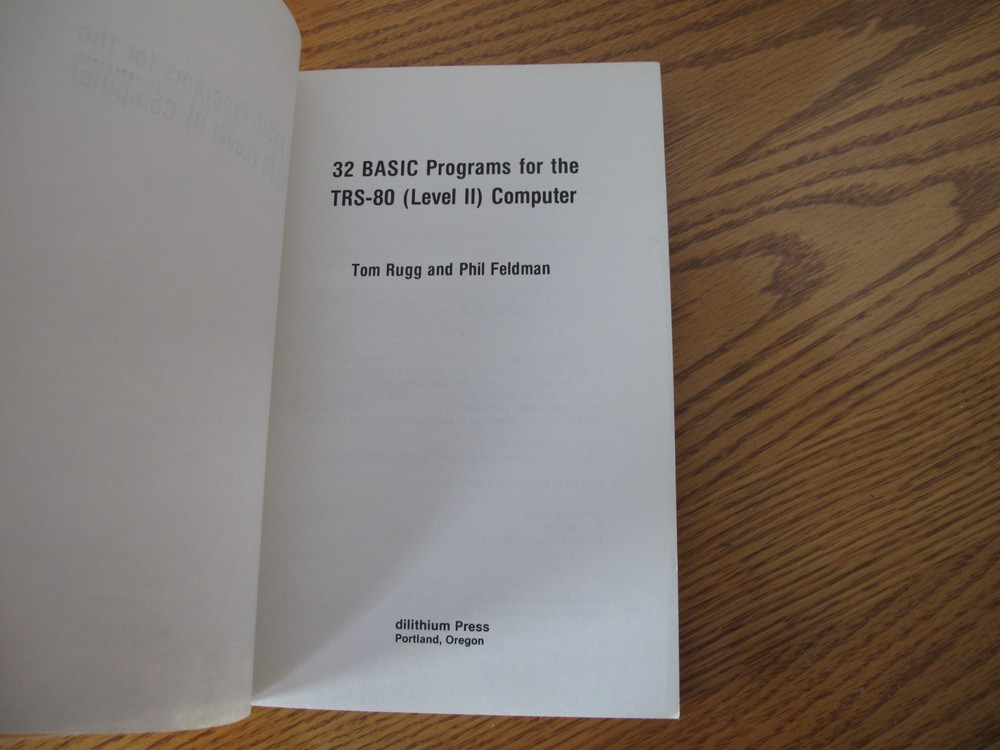 32 BASIC Programs for the
TRS-80 (Level II) Computer
Tom Rugg and Phil Feldman
dilithium Press
Portland, Oregon